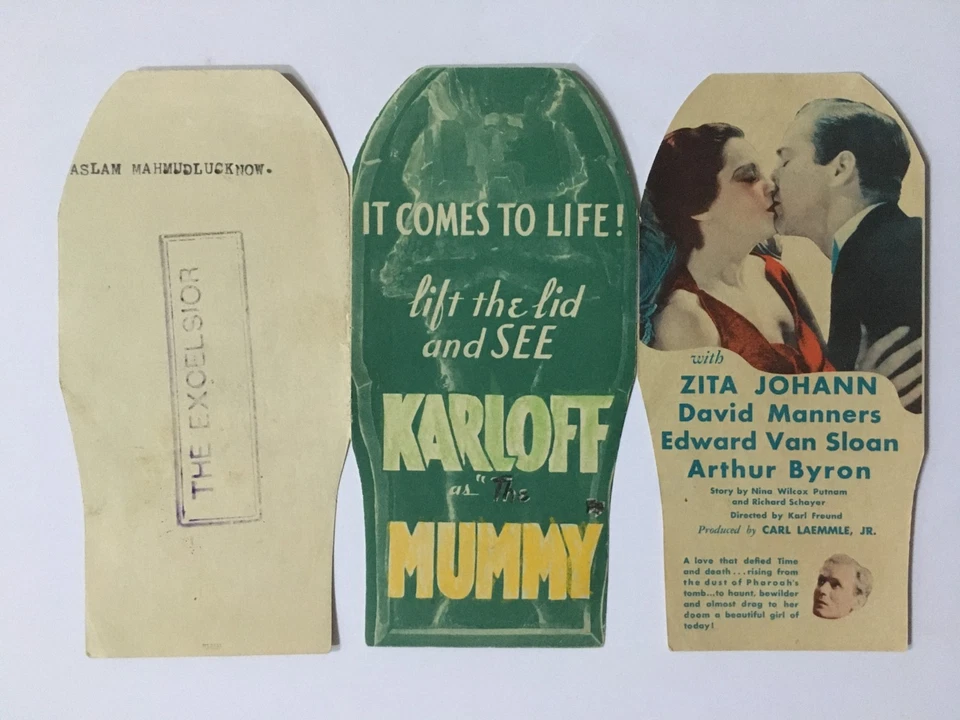 ASLAM MAHMUDLUCKNOW.
THE EXCELSIOR
IT COMES TO LIFE!
lift the lid
and SEE
KARLOFF
as "The
MUMMY
with
ZITA JOHANN
David Manners
Edward Van Sloan
Arthur Byron
Story by Nina Wilcox Putnam
and Richard Schayer
Directed by Karl Freund
Produced by CARL LAEMMLE, JR.
A love that defied Time
and death...rising from
the dust of Pharoah's
tomb...to haunt, bewilder
and almost drag to her
doom a beautiful girl of
today!